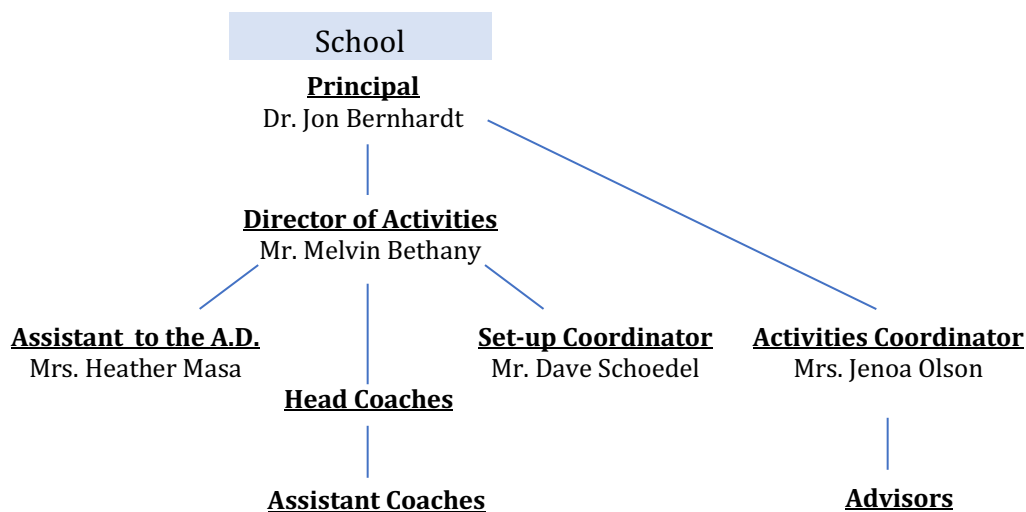 School
Principal
Dr. Jon Bernhardt
Director of Activities
Mr. Melvin Bethany
Assistant to the A.D.
Mrs. Heather Masa
Set-up Coordinator
Mr. Dave Schoedel
Activities Coordinator
Mrs. Jenoa Olson
Head Coaches
Assistant Coaches
Advisors